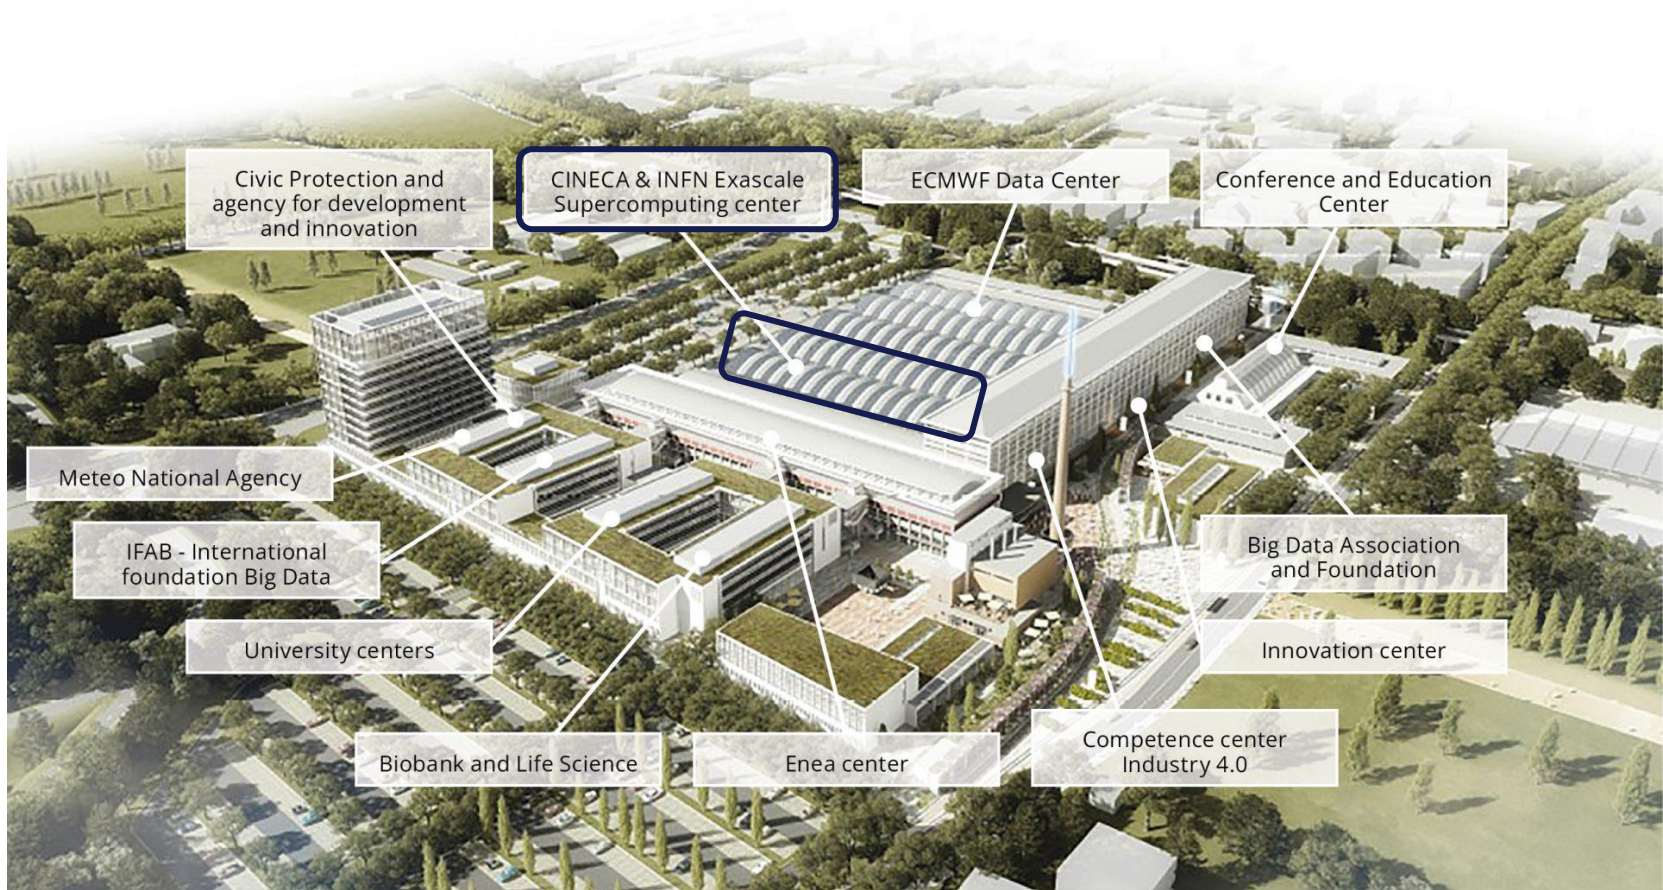 Civic Protection and
agency for development
and innovation
CINECA & INFN Exascale
Supercomputing center
ECMWF Data Center
Conference and Education
Center
Meteo National Agency
IFAB - International
foundation Big Data
University centers
Biobank and Life Science
Enea center
Competence center
Industry 4.0
Big Data Association
and Foundation
Innovation center